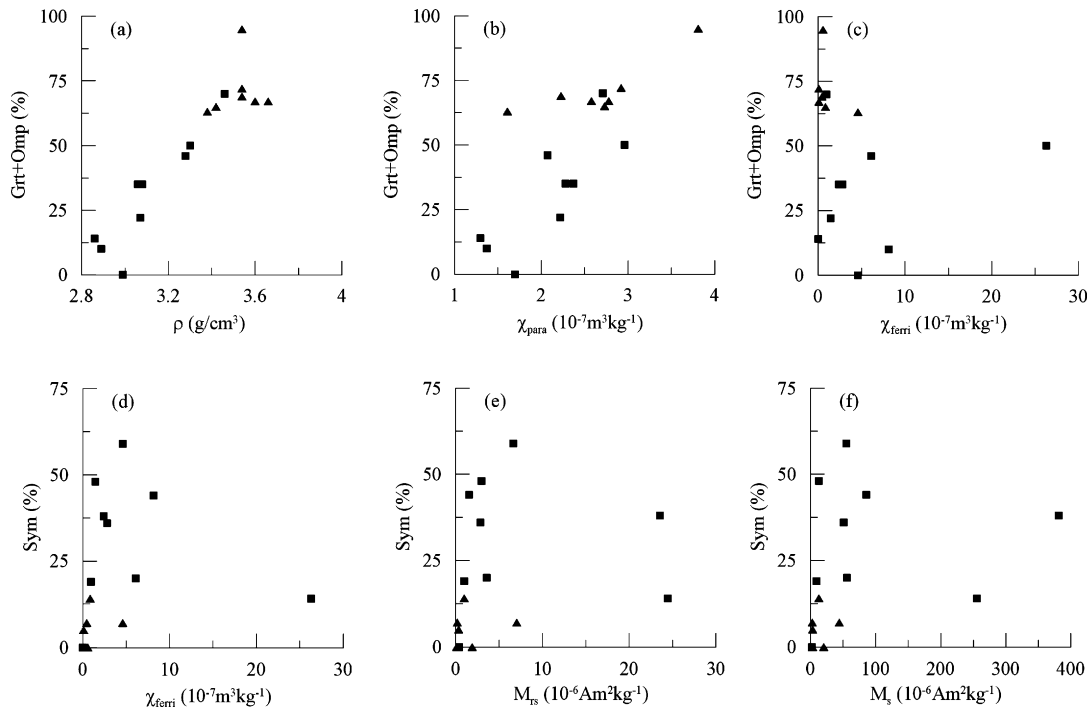 (a)
Grt+Omp (%)
100
75
50
25
0
2.8 3.2 3.6 4
ρ (g/cm³)
(b)
Grt+Omp (%)
100
75
50
25
0
1 2 3 4
χpara (10⁻⁷m³kg⁻¹)
(c)
Grt+Omp (%)
100
75
50
25
0
0 10 20 30
χferri (10⁻⁷m³kg⁻¹)
(d)
Sym (%)
75
50
25
0
0 10 20 30
χferri (10⁻⁷m³kg⁻¹)
(e)
Sym (%)
75
50
25
0
0 10 20 30
Mrs (10⁻⁶Am²kg⁻¹)
(f)
Sym (%)
75
50
25
0
0 100 200 300 400
Ms (10⁻⁶Am²kg⁻¹)